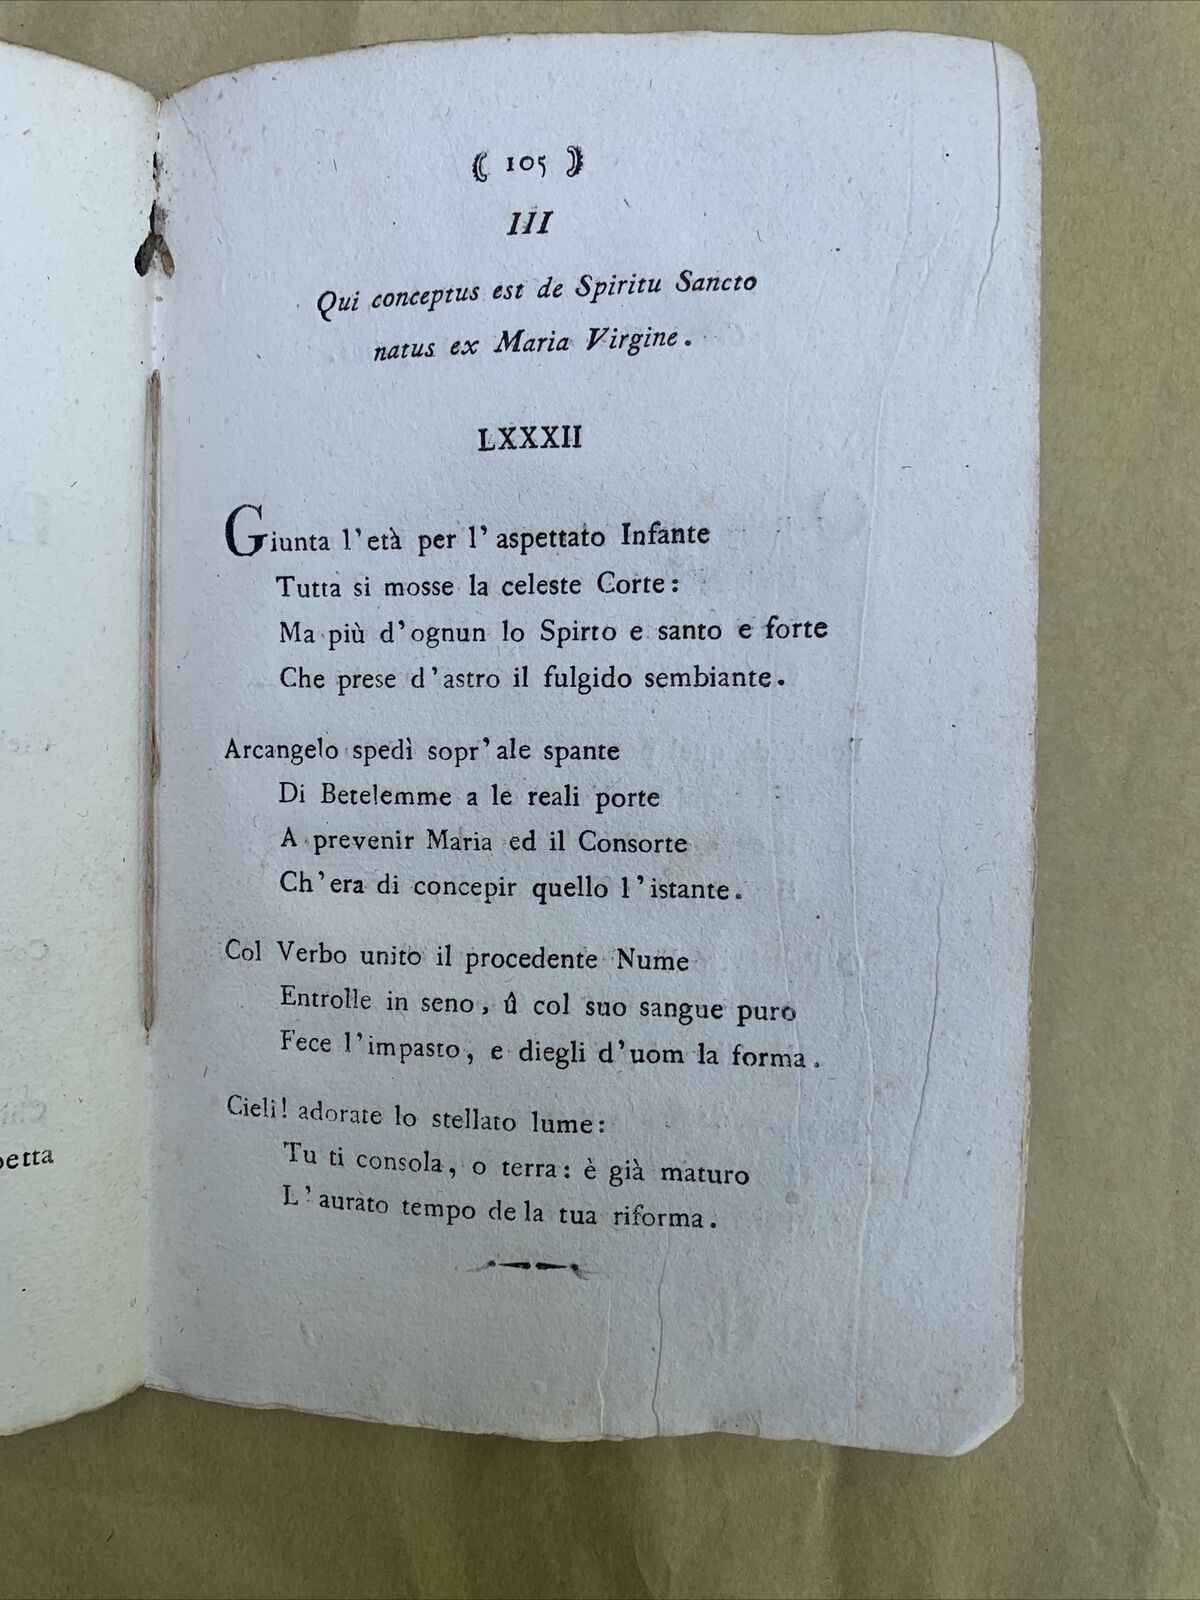 ( 105 )
III
Qui conceptus est de Spiritu Sancto
natus ex Maria Virgine.
LXXXII
Giunta l'età per l'aspettato Infante
Tutta si mosse la celeste Corte:
Ma più d'ognun lo Spirto e santo e forte
Che prese d'astro il fulgido sembiante.
Arcangelo spedì sopr'ale spante
Di Betelemme a le reali porte
A prevenir Maria ed il Consorte
Ch'era di concepir quello l'istante.
Col Verbo unito il procedente Nume
Entrolle in seno, û col suo sangue puro
Fece l'impasto, e diegli d'uom la forma.
Cieli! adorate lo stellato lume:
Tu ti consola, o terra: è già maturo
L'aurato tempo de la tua riforma.